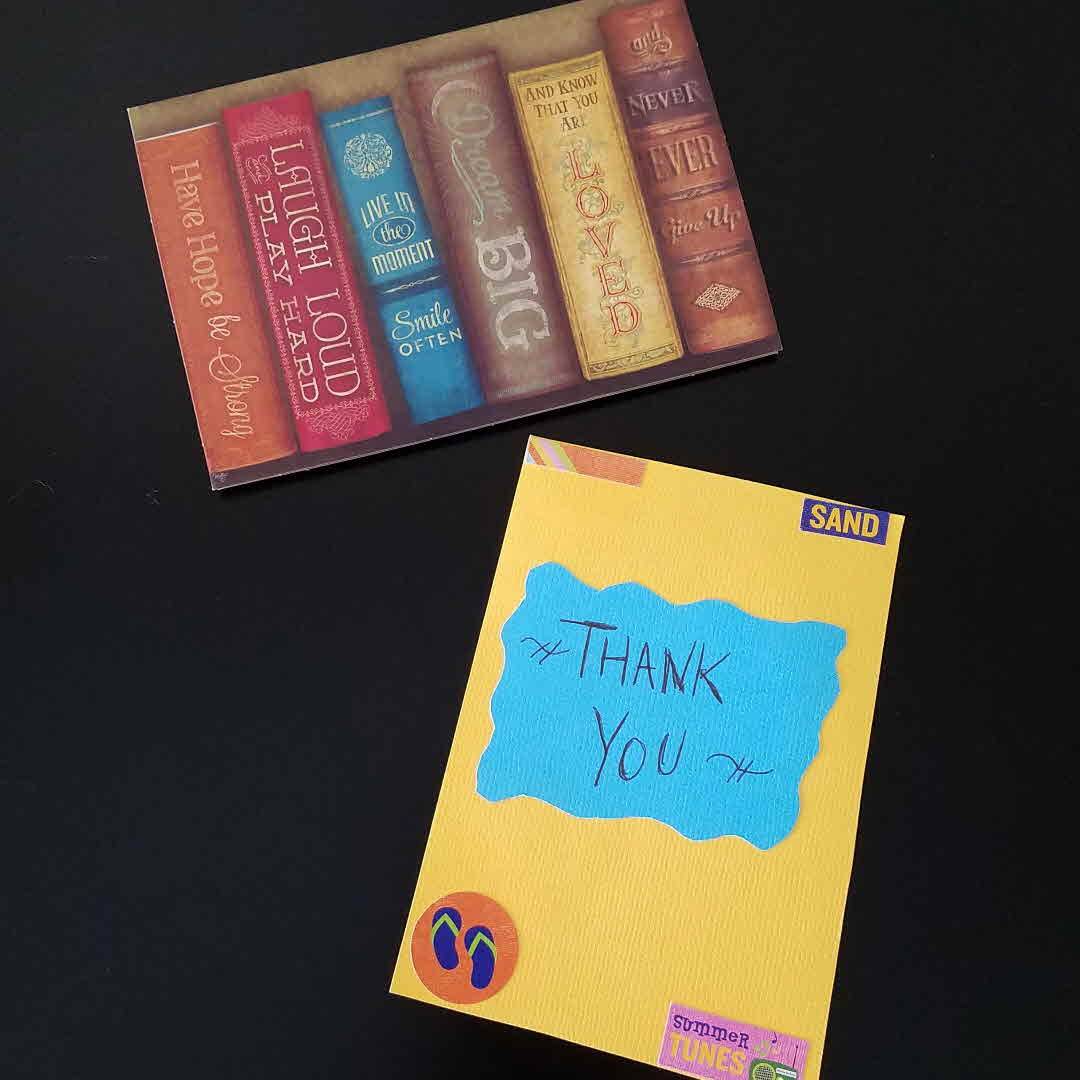 Have Hope be Strong
LAUGH LOUD
and PLAY HARD
LIVE IN
the
MOMENT
Smile
OFTEN
Dream
BIG
AND KNOW
THAT YOU
ARE
LOVED
and
NEVER
EVER
Give Up
SAND
THANK
YOU
SUMMER
TUNES